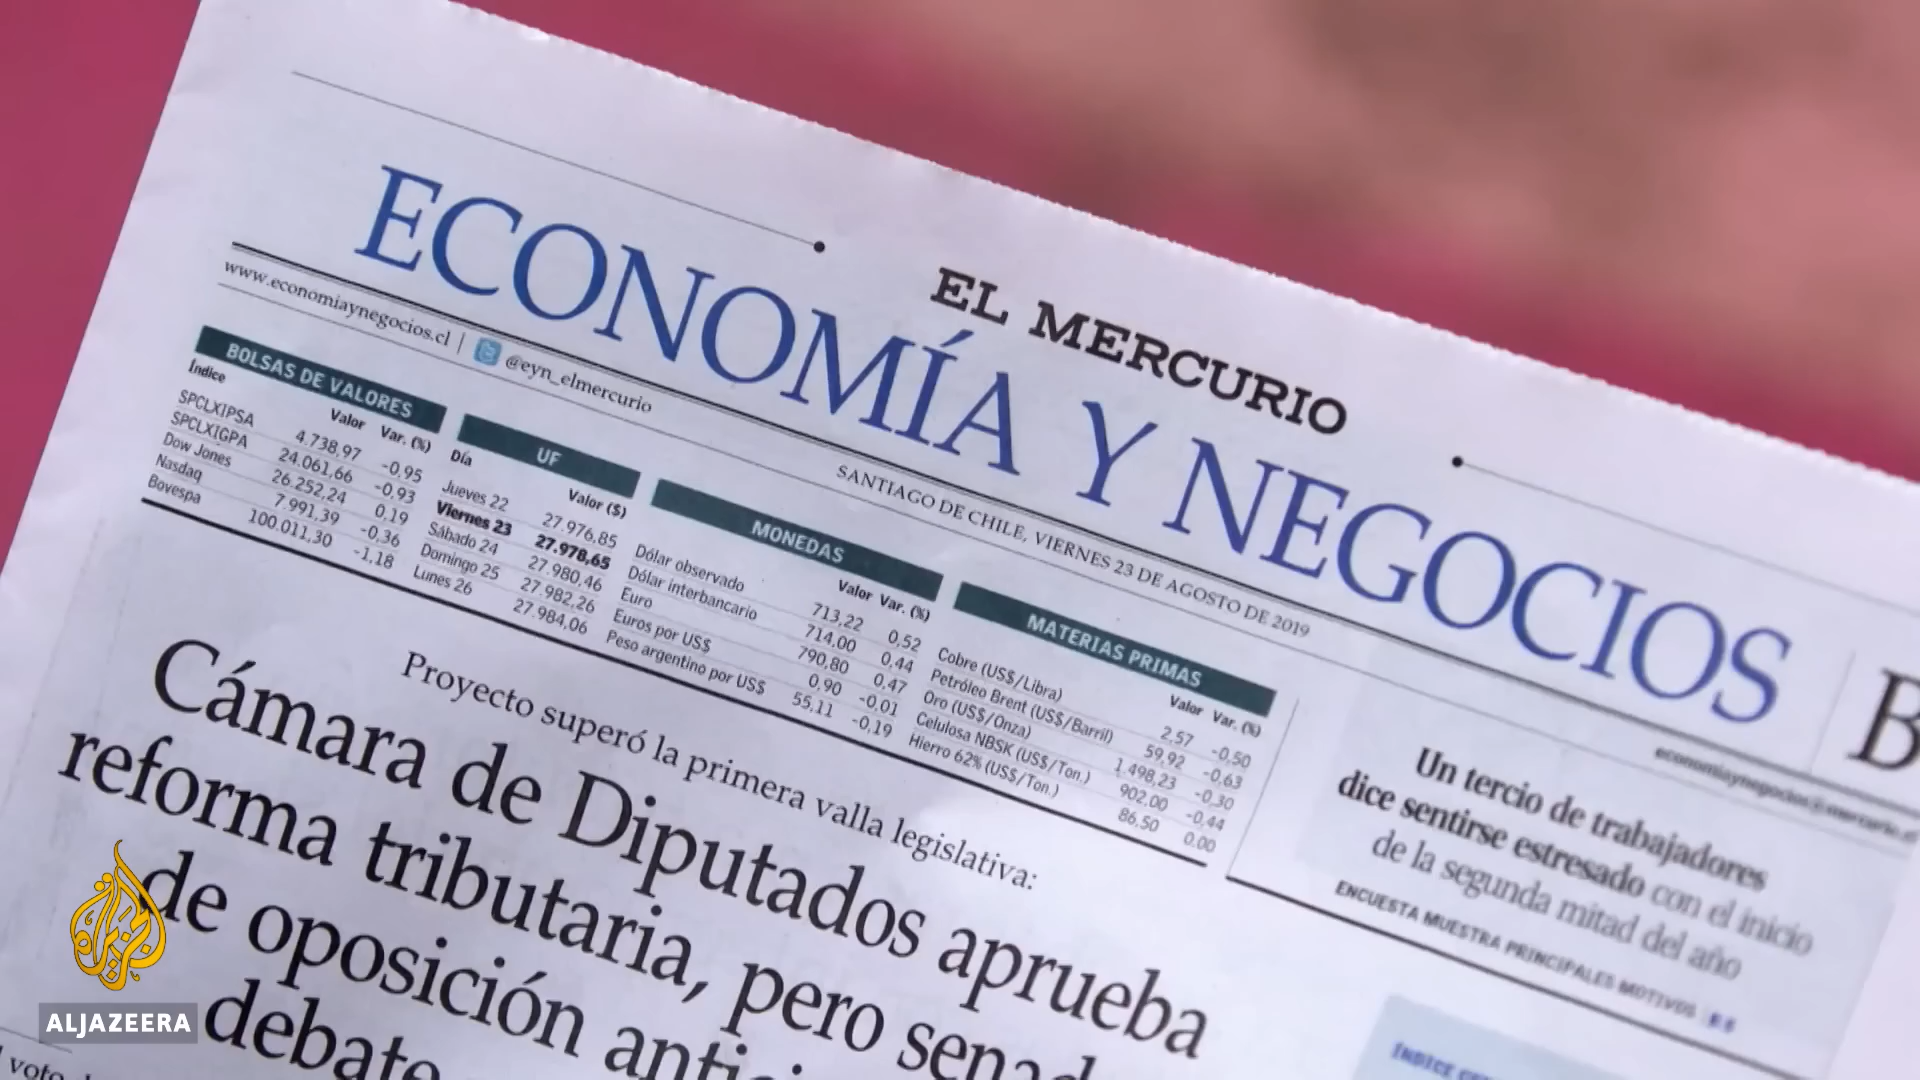 EL MERCURIO
ECONOMÍA Y NEGOCIOS
B
www.economiaynegocios.cl | @eyn_elmercurio
SANTIAGO DE CHILE, VIERNES 23 DE AGOSTO DE 2019
economiaynegocios@mercurio.cl
BOLSAS DE VALORES
Índice Valor Var. (%)
SPCLXIPSA 4.738,97 -0,95
SPCLXIGPA 24.061,66 -0,93
Dow Jones 26.252,24 0,19
Nasdaq 7.991,39 -0,36
Bovespa 100.011,30 -1,18
UF
Día Valor ($)
Jueves 22 27.976,85
Viernes 23 27.978,65
Sábado 24 27.980,46
Domingo 25 27.982,26
Lunes 26 27.984,06
MONEDAS
Valor Var. (%)
Dólar observado 713,22 0,52
Dólar interbancario 714,00 0,44
Euro 790,80 0,47
Euros por US$ 0,90 -0,01
Peso argentino por US$ 55,11 -0,19
MATERIAS PRIMAS
Valor Var. (%)
Cobre (US$/Libra) 2,57 -0,50
Petróleo Brent (US$/Barril) 59,92 -0,63
Oro (US$/Onza) 1.498,23 -0,30
Celulosa NBSK (US$/Ton.) 902,00 -0,44
Hierro 62% (US$/Ton.) 86,50 0.00
Proyecto superó la primera valla legislativa:
Cámara de Diputados aprueba
reforma tributaria, pero senad
de oposición antici
debate
voto
Un tercio de trabajadores
dice sentirse estresado con el inicio
de la segunda mitad del año
ENCUESTA MUESTRA PRINCIPALES MOTIVOS
ÍNDICE
ALJAZEERA